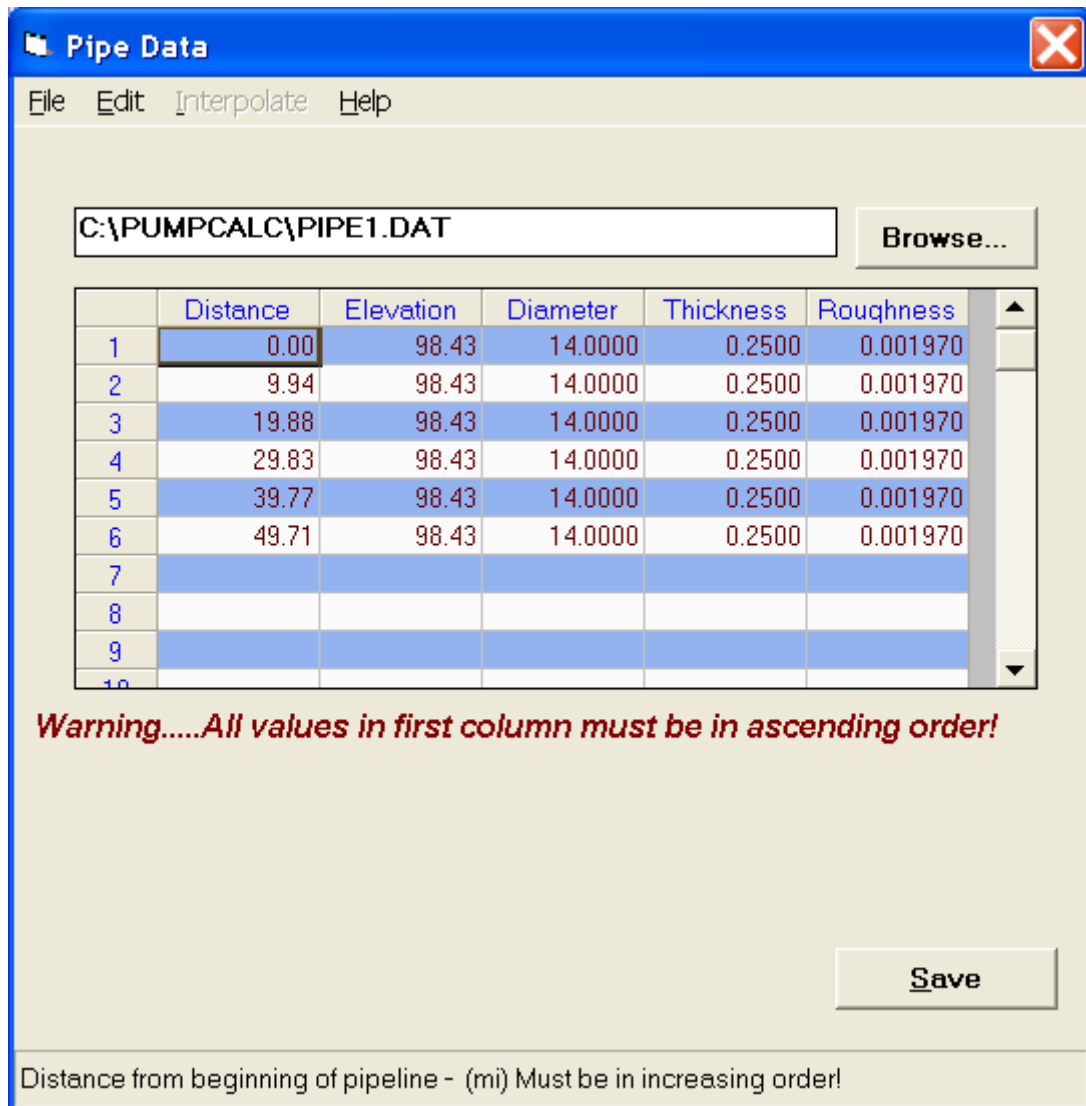 Pipe Data
File Edit Interpolate Help
C:\PUMPCALC\PIPE1.DAT Browse...
Distance Elevation Diameter Thickness Roughness
1 0.00 98.43 14.0000 0.2500 0.001970
2 9.94 98.43 14.0000 0.2500 0.001970
3 19.88 98.43 14.0000 0.2500 0.001970
4 29.83 98.43 14.0000 0.2500 0.001970
5 39.77 98.43 14.0000 0.2500 0.001970
6 49.71 98.43 14.0000 0.2500 0.001970
7
8
9
10
Warning.....All values in first column must be in ascending order!
Save
Distance from beginning of pipeline - (mi) Must be in increasing order!